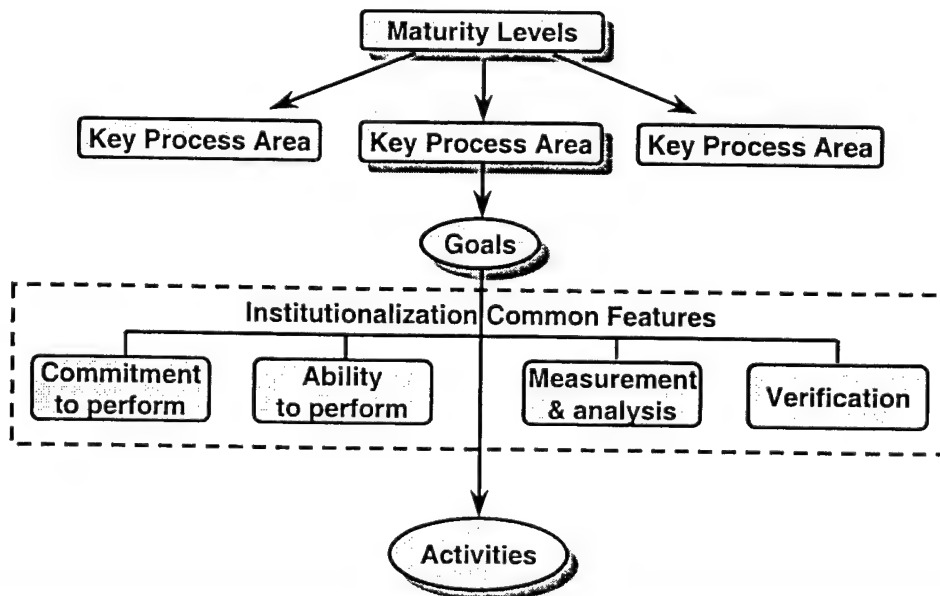 Maturity Levels
Key Process Area
Key Process Area
Key Process Area
Goals
Institutionalization Common Features
Commitment
to perform
Ability
to perform
Measurement
& analysis
Verification
Activities